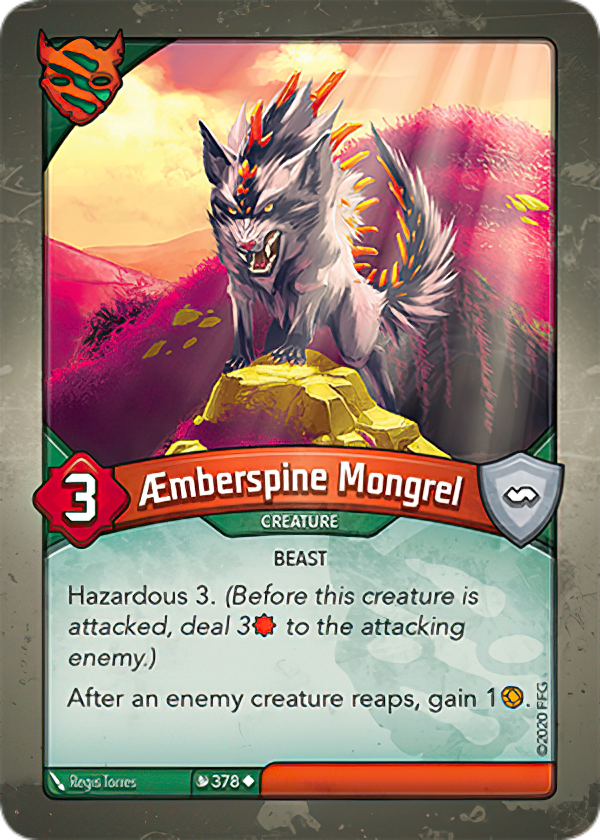 3
Æmberspine Mongrel
CREATURE
BEAST
Hazardous 3. (Before this creature is
attacked, deal 3 to the attacking
enemy.)
After an enemy creature reaps, gain 1.
©2020 FFG
Regis Torres
378